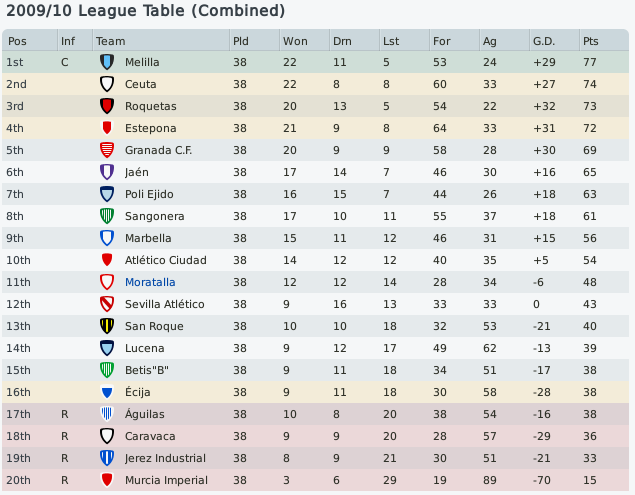 2009/10 League Table (Combined)
Pos Inf Team Pld Won Drn Lst For Ag G.D. Pts
1st C Melilla 38 22 11 5 53 24 +29 77
2nd Ceuta 38 22 8 8 60 33 +27 74
3rd Roquetas 38 20 13 5 54 22 +32 73
4th Estepona 38 21 9 8 64 33 +31 72
5th Granada C.F. 38 20 9 9 58 28 +30 69
6th Jaén 38 17 14 7 46 30 +16 65
7th Poli Ejido 38 16 15 7 44 26 +18 63
8th Sangonera 38 17 10 11 55 37 +18 61
9th Marbella 38 15 11 12 46 31 +15 56
10th Atlético Ciudad 38 14 12 12 40 35 +5 54
11th Moratalla 38 12 12 14 28 34 -6 48
12th Sevilla Atlético 38 9 16 13 33 33 0 43
13th San Roque 38 10 10 18 32 53 -21 40
14th Lucena 38 9 12 17 49 62 -13 39
15th Betis"B" 38 9 11 18 34 51 -17 38
16th Écija 38 9 11 18 30 58 -28 38
17th R Águilas 38 10 8 20 38 54 -16 38
18th R Caravaca 38 9 9 20 28 57 -29 36
19th R Jerez Industrial 38 8 9 21 30 51 -21 33
20th R Murcia Imperial 38 3 6 29 19 89 -70 15